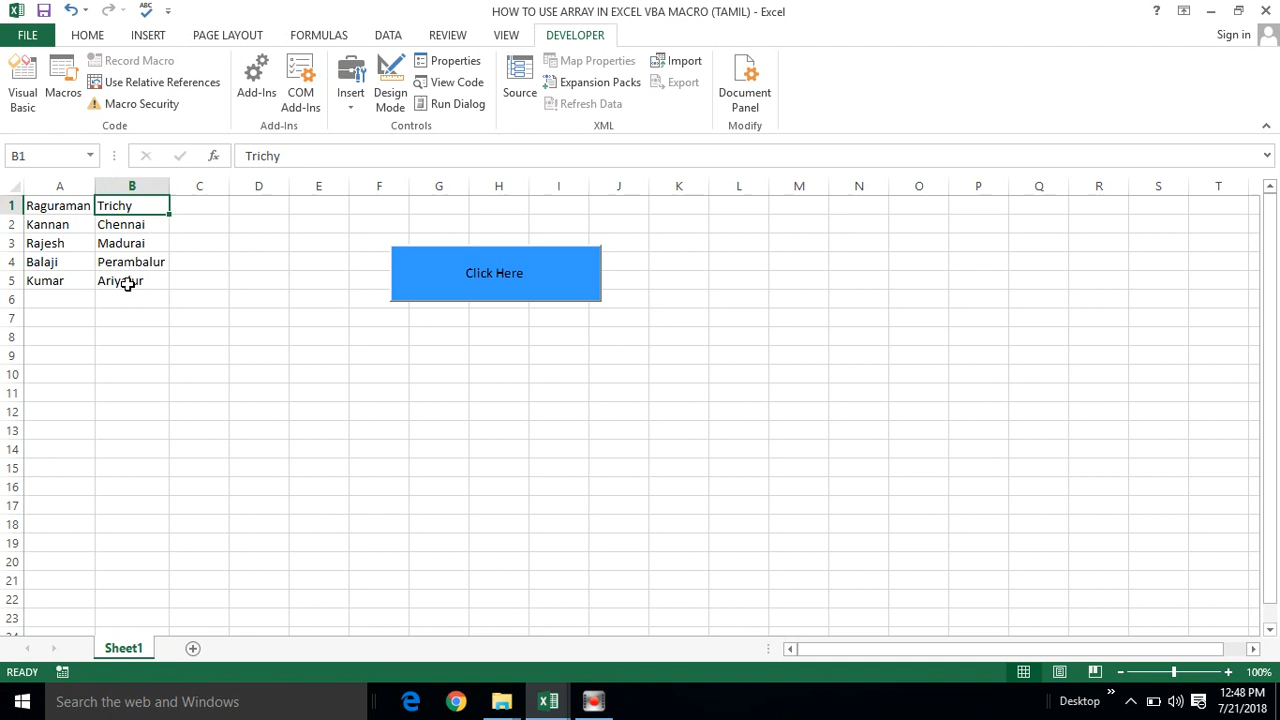 HOW TO USE ARRAY IN EXCEL VBA MACRO (TAMIL) - Excel
FILE HOME INSERT PAGE LAYOUT FORMULAS DATA REVIEW VIEW DEVELOPER Sign in
Visual Basic
Macros
Record Macro
Use Relative References
Macro Security
Code
Add-Ins
COM Add-Ins
Add-Ins
Insert
Design Mode
Properties
View Code
Run Dialog
Controls
Source
Map Properties
Expansion Packs
Refresh Data
Import
Export
XML
Document Panel
Modify
B1 fx Trichy
A B C D E F G H I J K L M N O P Q R S T
1 Raguraman Trichy
2 Kannan Chennai
3 Rajesh Madurai
4 Balaji Perambalur
5 Kumar
6
7
8
9
10
11
12
13
14
15
16
17
18
19
20
21
22
23
Click Here
Sheet1
READY 100%
Search the web and Windows
Desktop
12:48 PM
7/21/2018